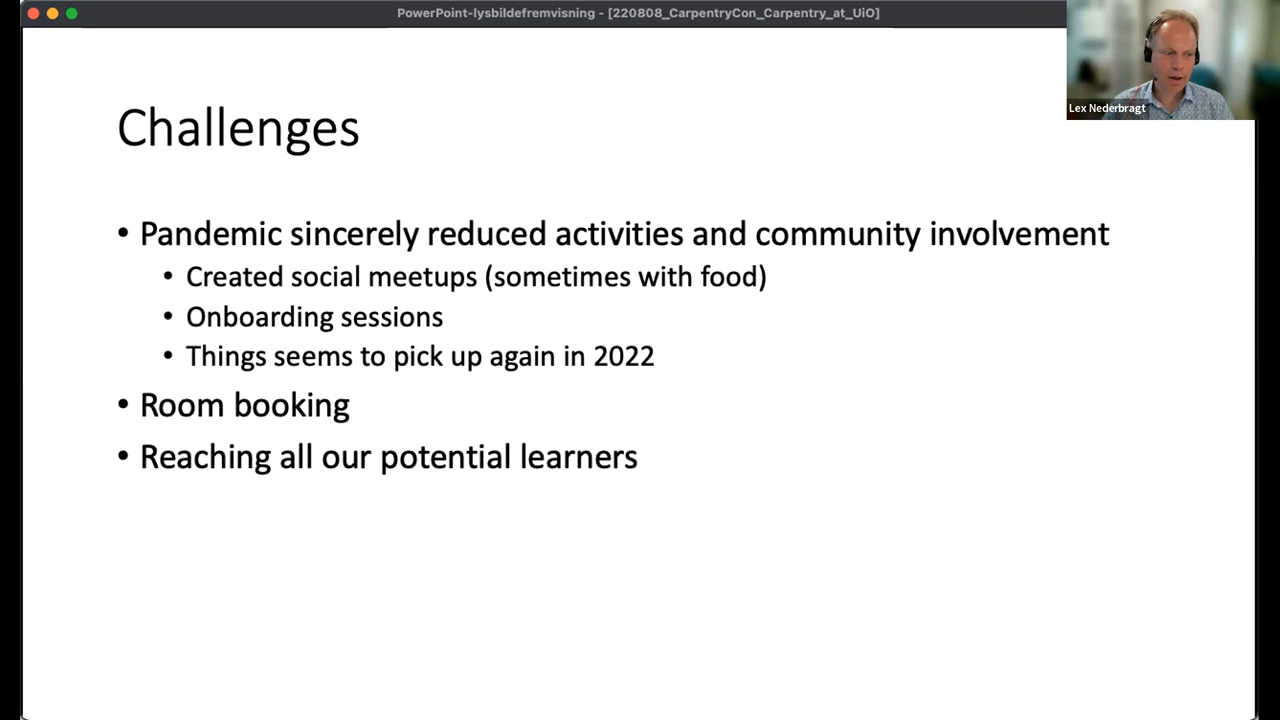 PowerPoint-lysbildefremvisning - [220808_CarpentryCon_Carpentry_at_UiO]
Lex Nederbragt
Challenges
• Pandemic sincerely reduced activities and community involvement
• Created social meetups (sometimes with food)
• Onboarding sessions
• Things seems to pick up again in 2022
• Room booking
• Reaching all our potential learners